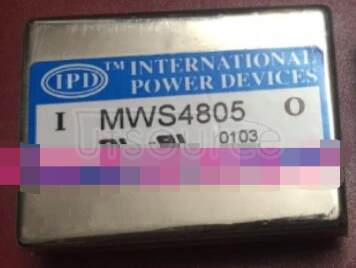 IPD ™ INTERNATIONAL
POWER DEVICES
I MWS4805 O
0103